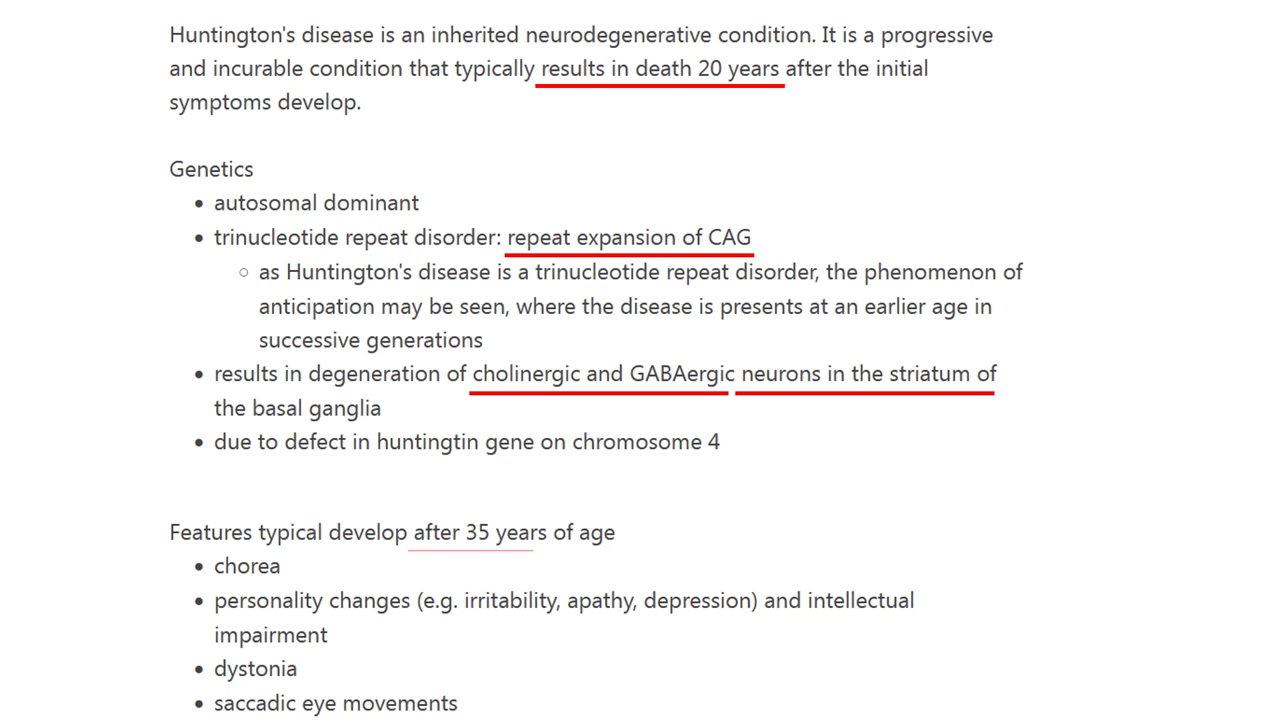 Huntington's disease is an inherited neurodegenerative condition. It is a progressive
and incurable condition that typically results in death 20 years after the initial
symptoms develop.
Genetics
• autosomal dominant
• trinucleotide repeat disorder: repeat expansion of CAG
○ as Huntington's disease is a trinucleotide repeat disorder, the phenomenon of
anticipation may be seen, where the disease is presents at an earlier age in
successive generations
• results in degeneration of cholinergic and GABAergic neurons in the striatum of
the basal ganglia
• due to defect in huntingtin gene on chromosome 4
Features typical develop after 35 years of age
• chorea
• personality changes (e.g. irritability, apathy, depression) and intellectual
impairment
• dystonia
• saccadic eye movements